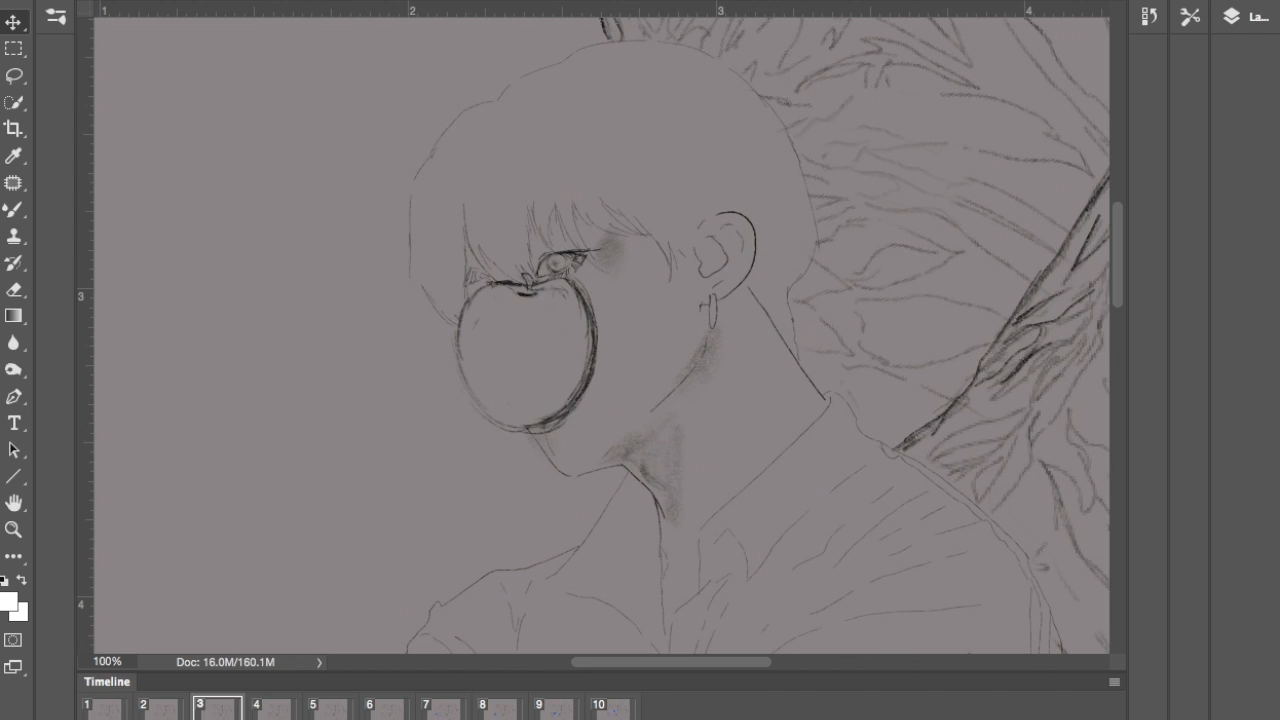 1 2 3 4
La...
3
4
T
100% Doc: 16.0M/160.1M
Timeline
1 2 3 4 5 6 7 8 9 10